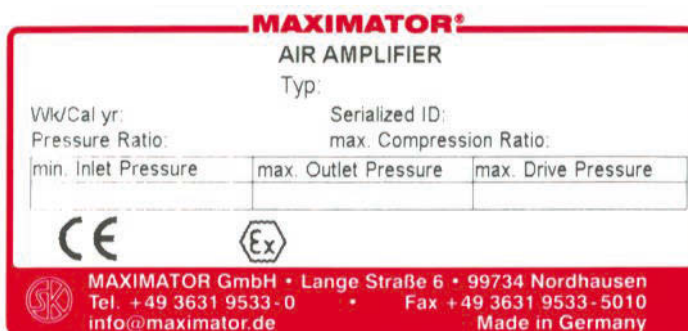 MAXIMATOR®
AIR AMPLIFIER
Typ:
Wk/Cal yr: Serialized ID:
Pressure Ratio: max. Compression Ratio:
min. Inlet Pressure max. Outlet Pressure max. Drive Pressure
CE Ex
SK
MAXIMATOR GmbH • Lange Straße 6 • 99734 Nordhausen
Tel. +49 3631 9533-0 • Fax +49 3631 9533-5010
info@maximator.de Made in Germany